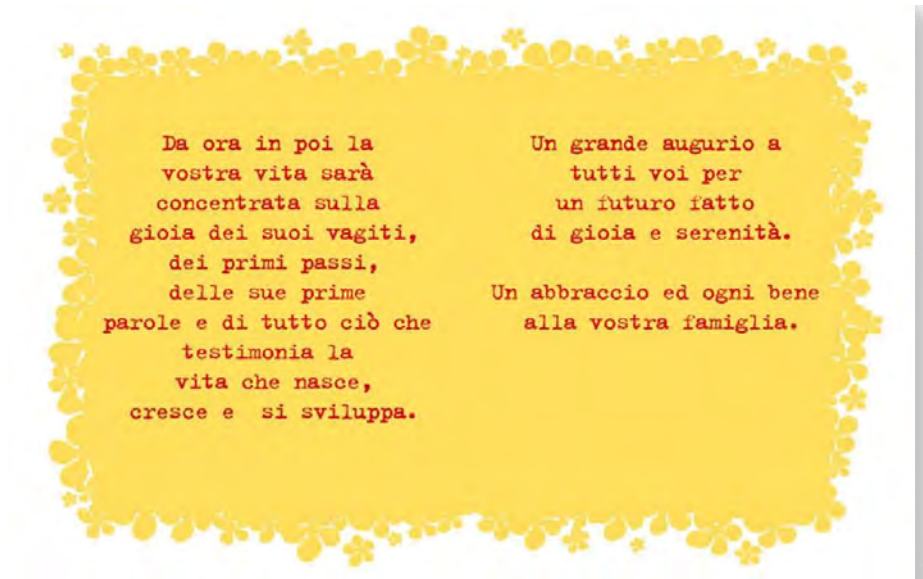 Da ora in poi la
vostra vita sarà
concentrata sulla
gioia dei suoi vagiti,
dei primi passi,
delle sue prime
parole e di tutto ciò che
testimonia la
vita che nasce,
cresce e  si sviluppa.
Un grande augurio a
tutti voi per
un futuro fatto
di gioia e serenità.
Un abbraccio ed ogni bene
alla vostra famiglia.